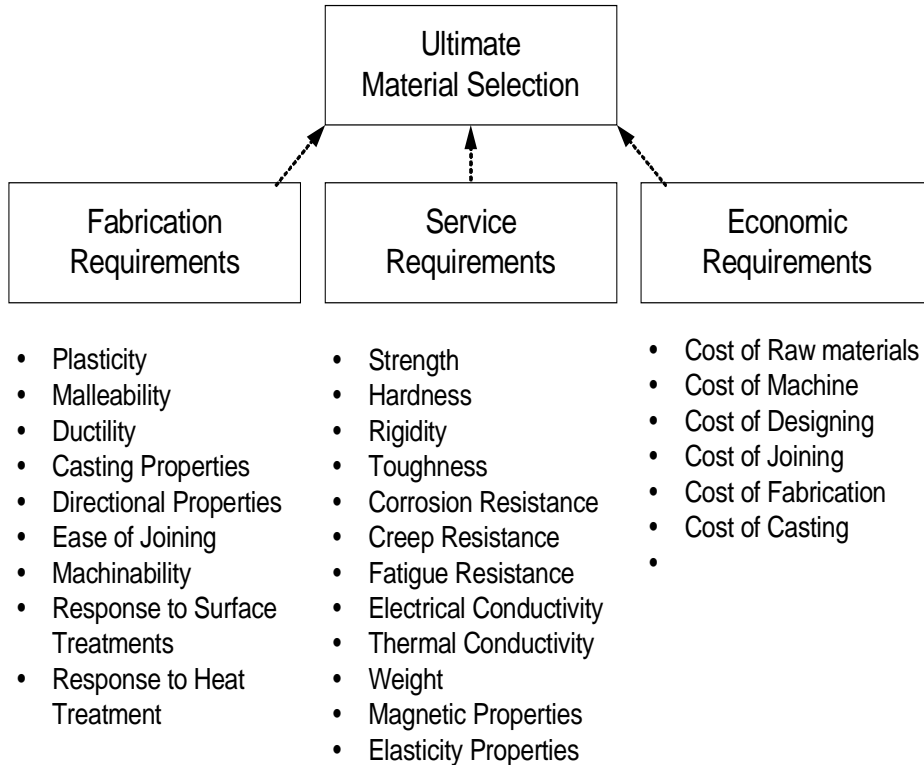 Ultimate
Material Selection
Fabrication
Requirements
• Plasticity
• Malleability
• Ductility
• Casting Properties
• Directional Properties
• Ease of Joining
• Machinability
• Response to Surface
Treatments
• Response to Heat
Treatment
Service
Requirements
• Strength
• Hardness
• Rigidity
• Toughness
• Corrosion Resistance
• Creep Resistance
• Fatigue Resistance
• Electrical Conductivity
• Thermal Conductivity
• Weight
• Magnetic Properties
• Elasticity Properties
Economic
Requirements
• Cost of Raw materials
• Cost of Machine
• Cost of Designing
• Cost of Joining
• Cost of Fabrication
• Cost of Casting
•